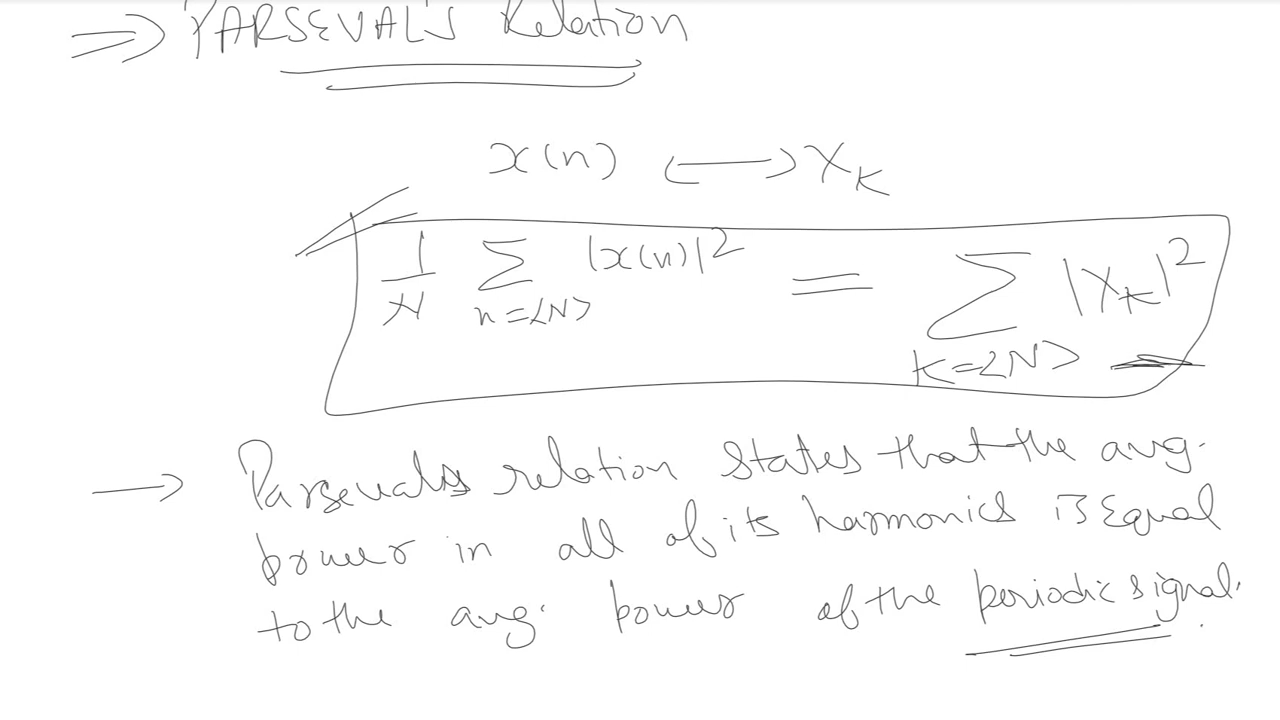 ⇒ PARSEVAL'S Relation
x(n) ⟷ X_K
1/N Σ_{n=<N>} |x(n)|² = Σ_{K=<N>} |X_K|²
→ Parsevals relation states that the avg.
power in all of its harmonics is Equal
to the avg. power of the periodic signal.